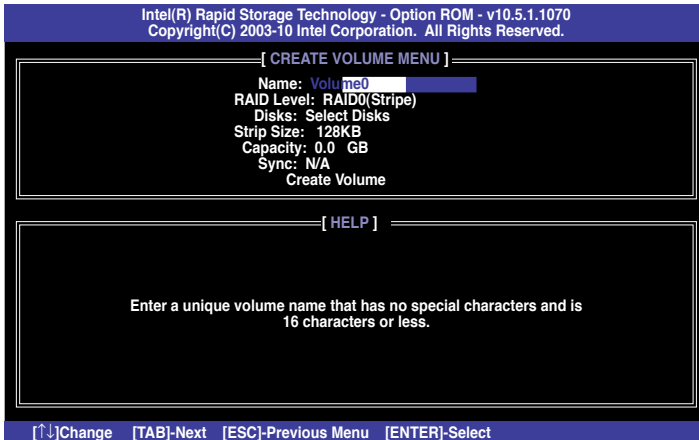 Intel(R) Rapid Storage Technology - Option ROM - v10.5.1.1070
Copyright(C) 2003-10 Intel Corporation. All Rights Reserved.
[ CREATE VOLUME MENU ]
Name: Volume0
RAID Level: RAID0(Stripe)
Disks: Select Disks
Strip Size: 128KB
Capacity: 0.0 GB
Sync: N/A
Create Volume
[ HELP ]
Enter a unique volume name that has no special characters and is
16 characters or less.
[↑↓]Change [TAB]-Next [ESC]-Previous Menu [ENTER]-Select